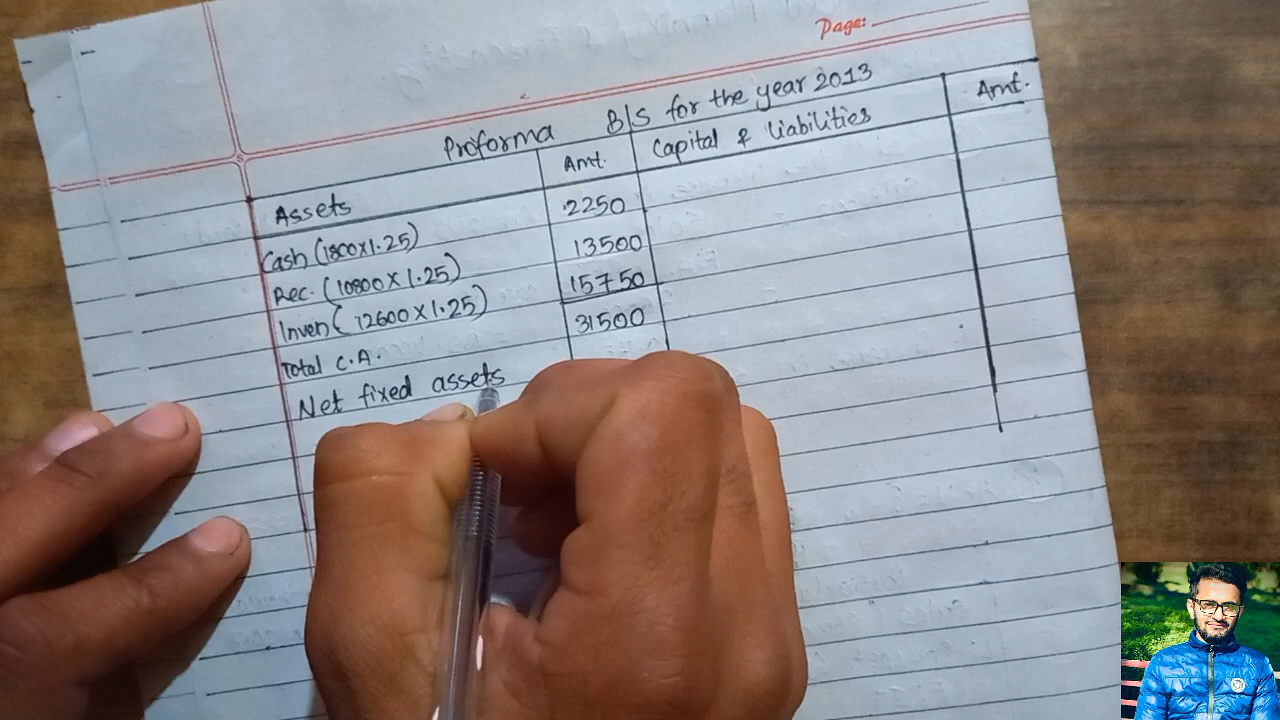 Page:
Proforma B/S for the year 2013
Assets Amt. Capital & liabilities Amt.
Cash (1800x1.25) 2250
Rec. (10800 X 1.25) 13500
Inven( 12600 X 1.25) 15750
Total C.A. 31500
Net fixed assets